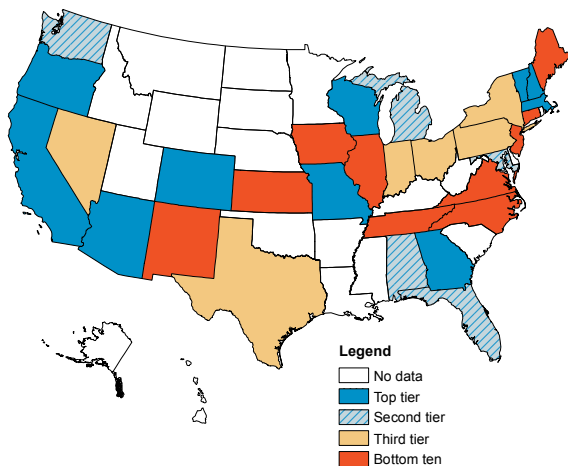 Legend
No data
Top tier
Second tier
Third tier
Bottom ten